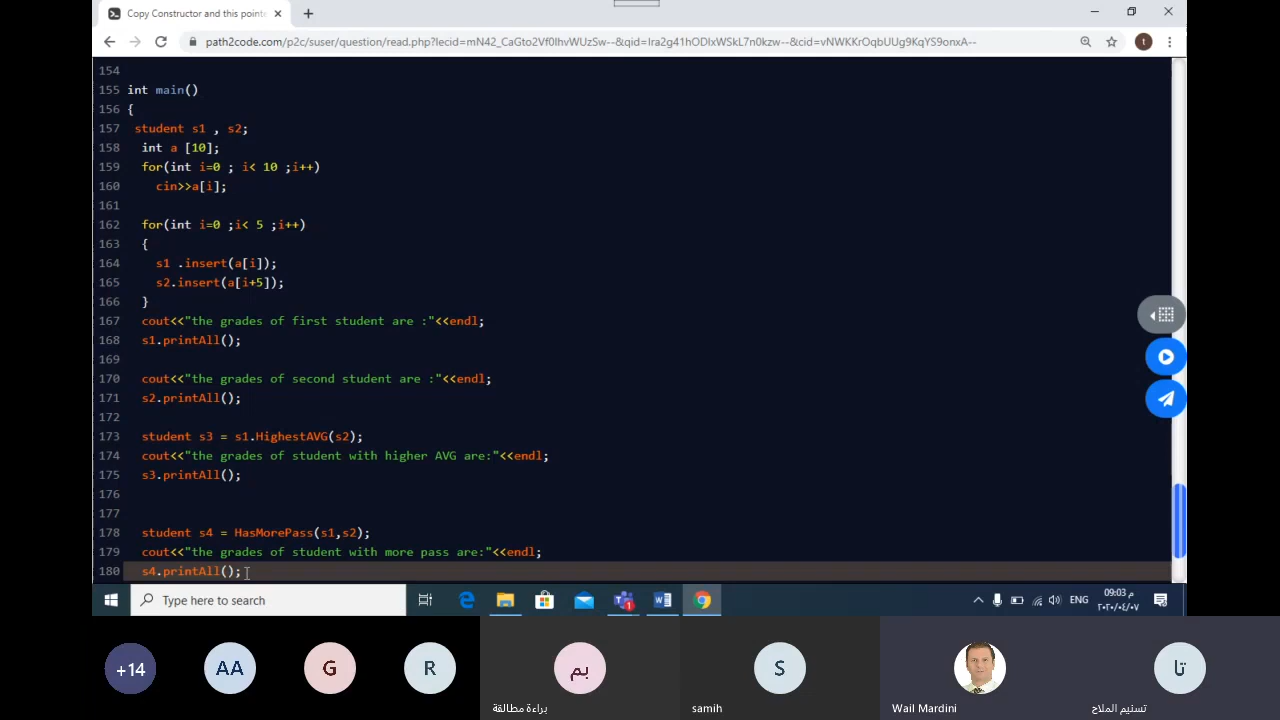 Copy Constructor and this pointe
path2code.com/p2c/suser/question/read.php?lecid=mN42_CaGto2Vf0lhvWUzSw--&qid=Ira2g41hODlxWSkL7n0kzw--&cid=vNWKKrOqbUUg9KqYS9onxA--
154
155 int main()
156 {
157 student s1 , s2;
158 int a [10];
159 for(int i=0 ; i< 10 ;i++)
160 cin>>a[i];
161
162 for(int i=0 ;i< 5 ;i++)
163 {
164 s1 .insert(a[i]);
165 s2.insert(a[i+5]);
166 }
167 cout<<"the grades of first student are :"<<endl;
168 s1.printAll();
169
170 cout<<"the grades of second student are :"<<endl;
171 s2.printAll();
172
173 student s3 = s1.HighestAVG(s2);
174 cout<<"the grades of student with higher AVG are:"<<endl;
175 s3.printAll();
176
177
178 student s4 = HasMorePass(s1,s2);
179 cout<<"the grades of student with more pass are:"<<endl;
180 s4.printAll();
Type here to search
ENG
09:03 م
٢٠٢٠/٠٤/٠٧
+14
AA
G
R
بم
S
تا
براءة مطالقة
samih
Wail Mardini
تسنيم الملاح